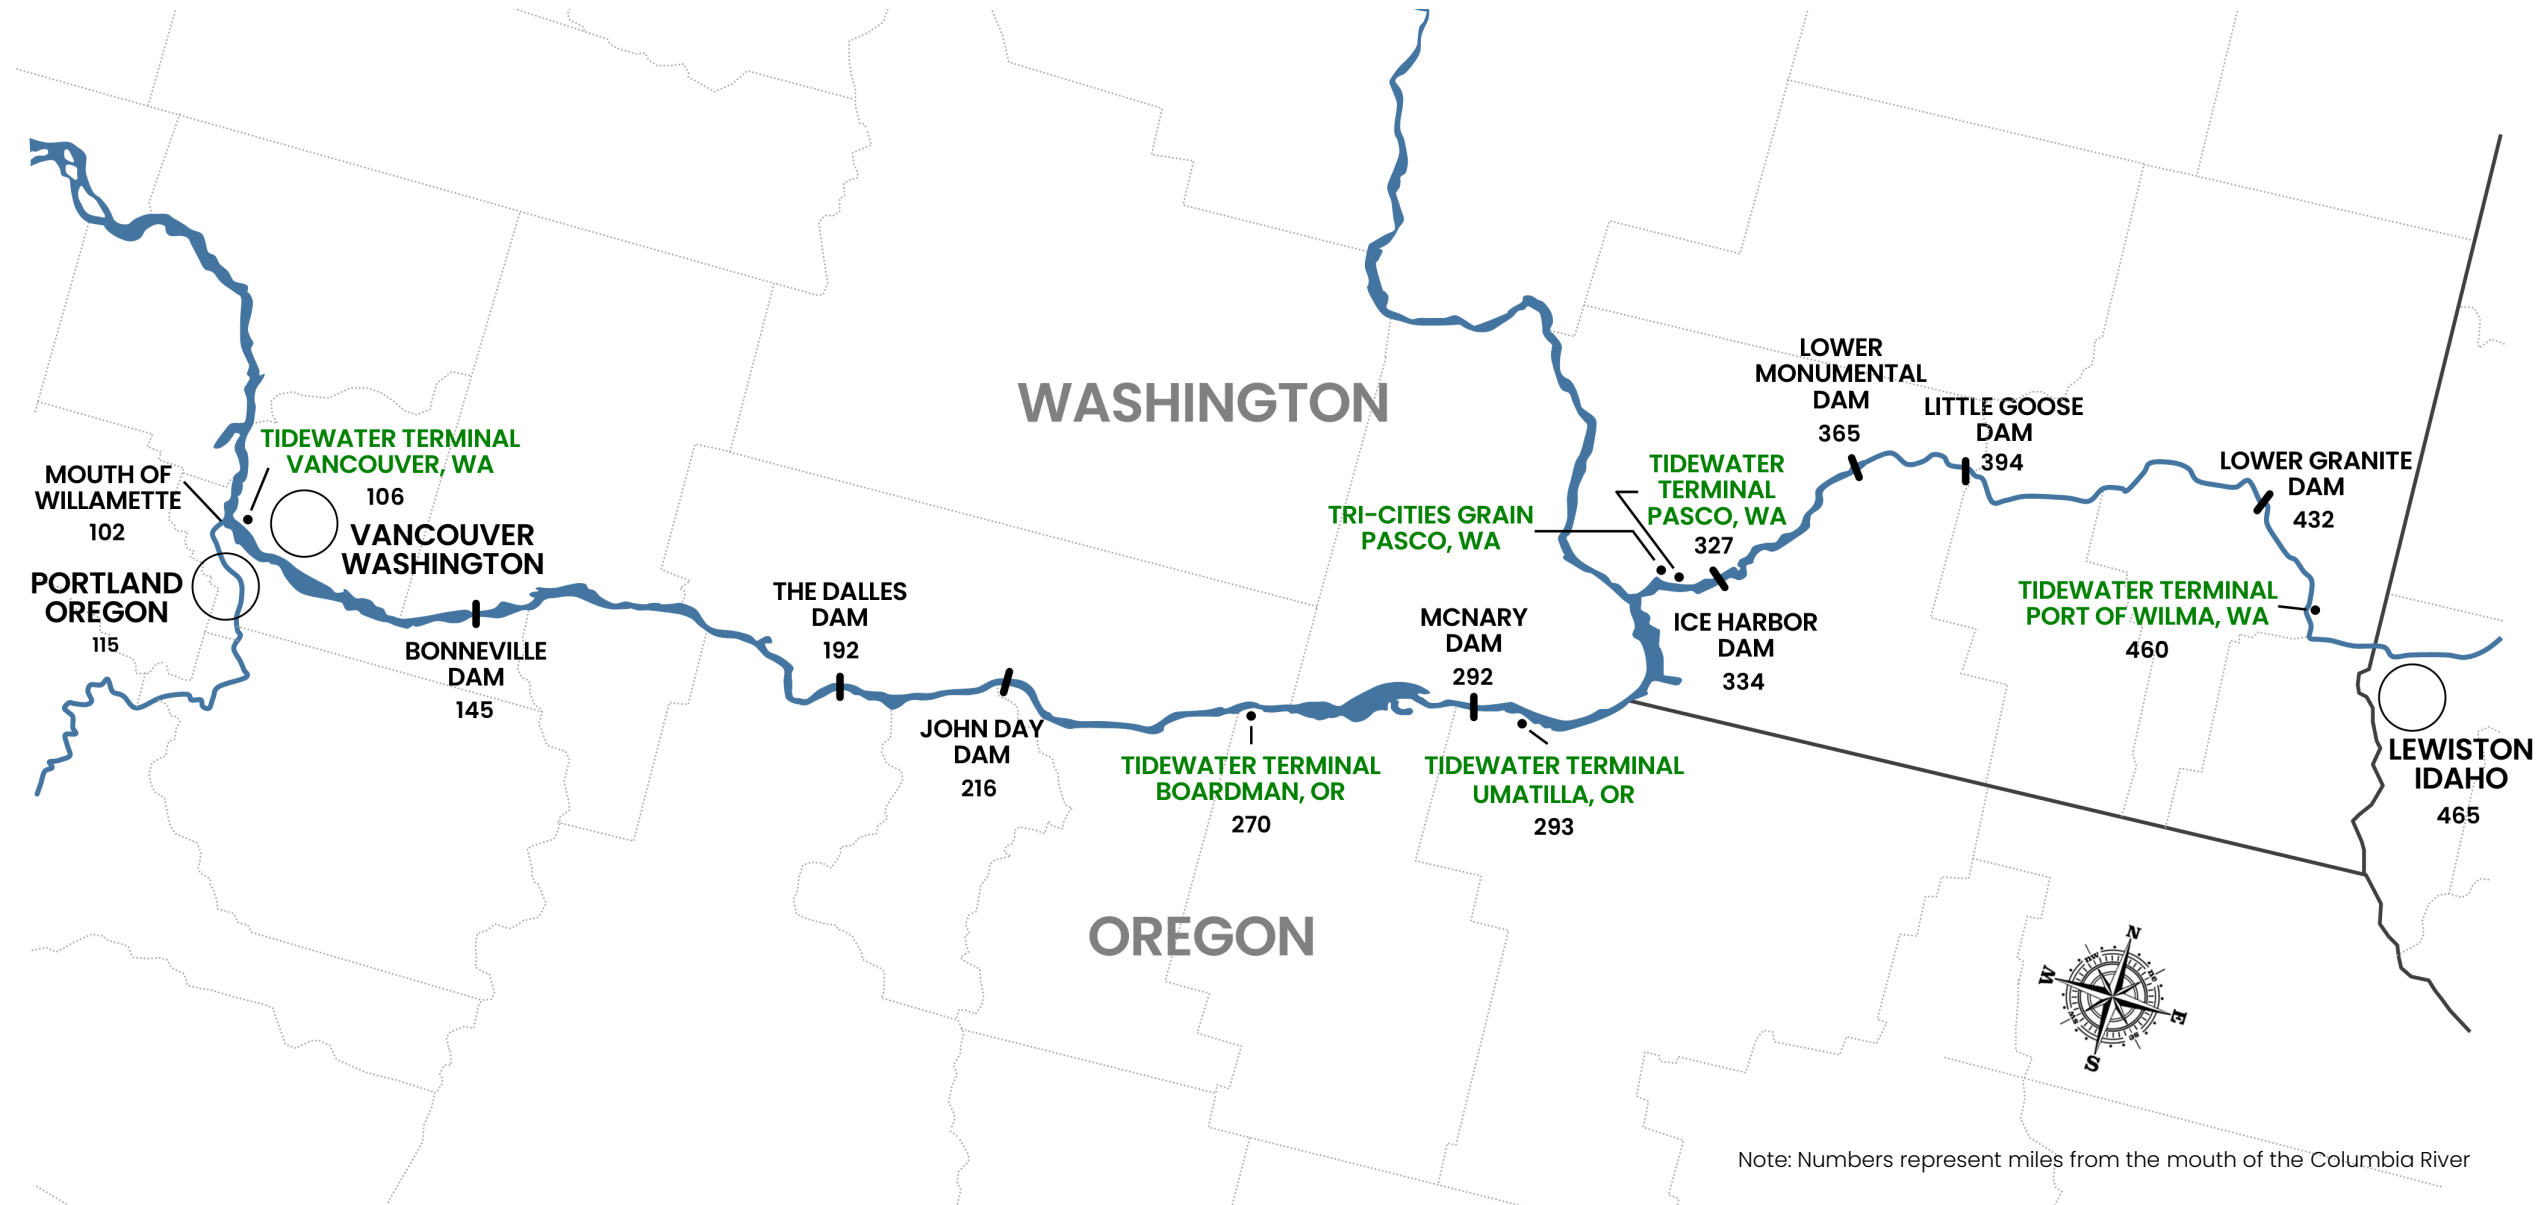 WASHINGTON
LOWER
MONUMENTAL
DAM
365
LITTLE GOOSE
DAM
394
TIDEWATER TERMINAL
VANCOUVER, WA
106
MOUTH OF
WILLAMETTE
102
VANCOUVER
WASHINGTON
PORTLAND
OREGON
115
BONNEVILLE
DAM
145
THE DALLES
DAM
192
JOHN DAY
DAM
216
TIDEWATER TERMINAL
BOARDMAN, OR
270
MCNARY
DAM
292
TIDEWATER TERMINAL
UMATILLA, OR
293
TRI-CITIES GRAIN
PASCO, WA
TIDEWATER
TERMINAL
PASCO, WA
327
ICE HARBOR
DAM
334
LOWER GRANITE
DAM
432
TIDEWATER TERMINAL
PORT OF WILMA, WA
460
LEWISTON
IDAHO
465
OREGON
N
nw
ne
W
E
sw
se
S
Note: Numbers represent miles from the mouth of the Columbia River